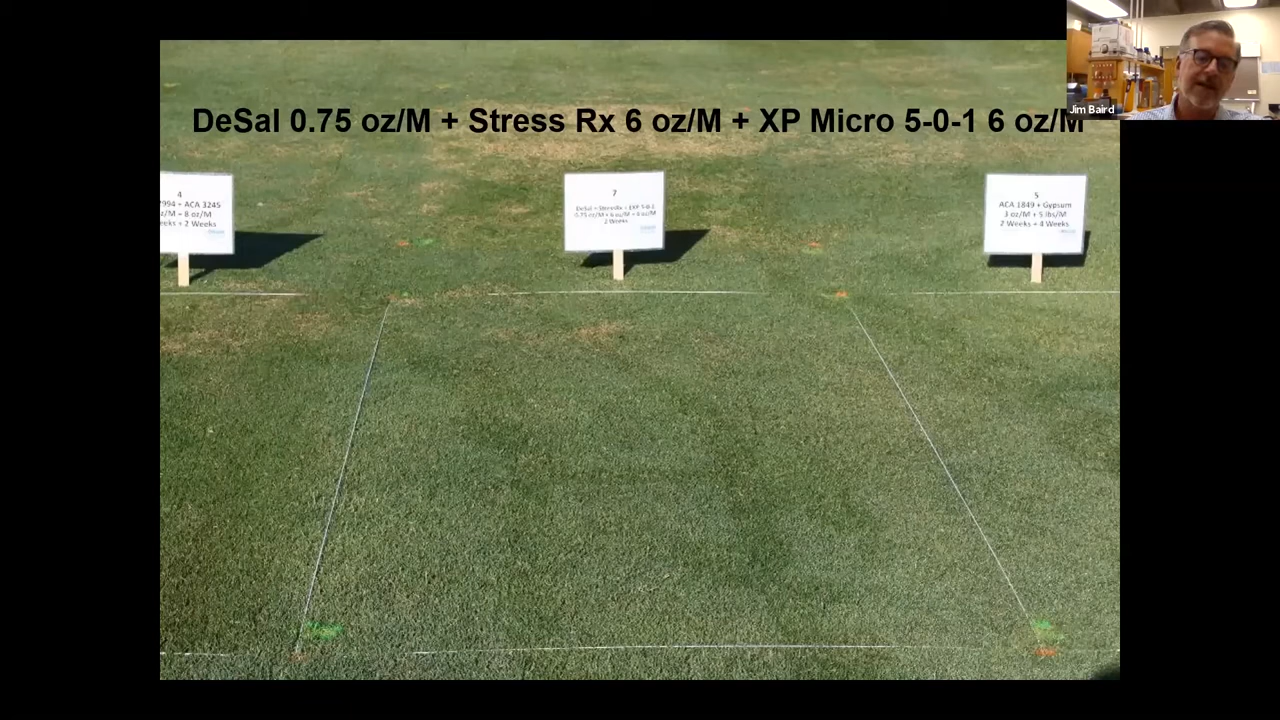 DeSal 0.75 oz/M + Stress Rx 6 oz/M + XP Micro 5-0-1 6 oz/M
Jim Baird
4
7994 + ACA 3245
z/M + 8 oz/M
eeks + 2 Weeks
7
DeSal + StressRx + EXP 5-0-1
0.75 oz/M + 6 oz/M + 6 oz/M
2 Weeks
5
ACA 1849 + Gypsum
3 oz/M + 5 lbs/M
2 Weeks + 4 Weeks